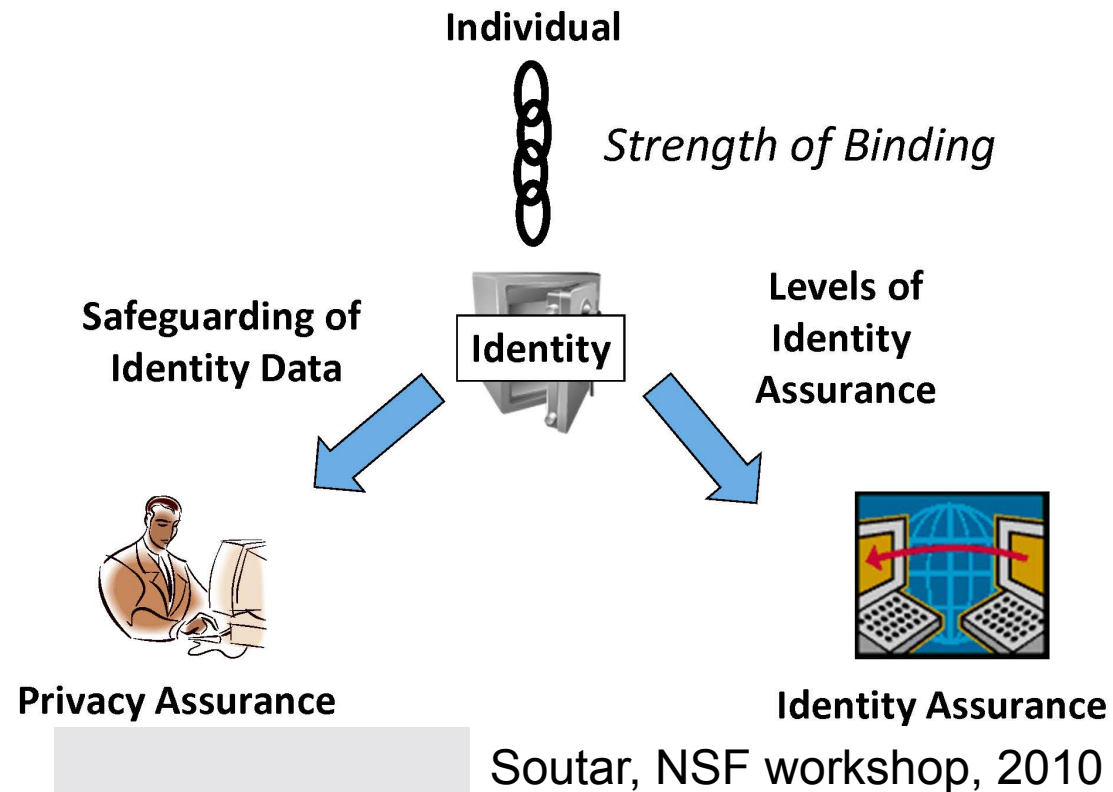 Individual
Strength of Binding
Safeguarding of
Identity Data
Identity
Levels of
Identity
Assurance
Privacy Assurance
Identity Assurance
Soutar, NSF workshop, 2010